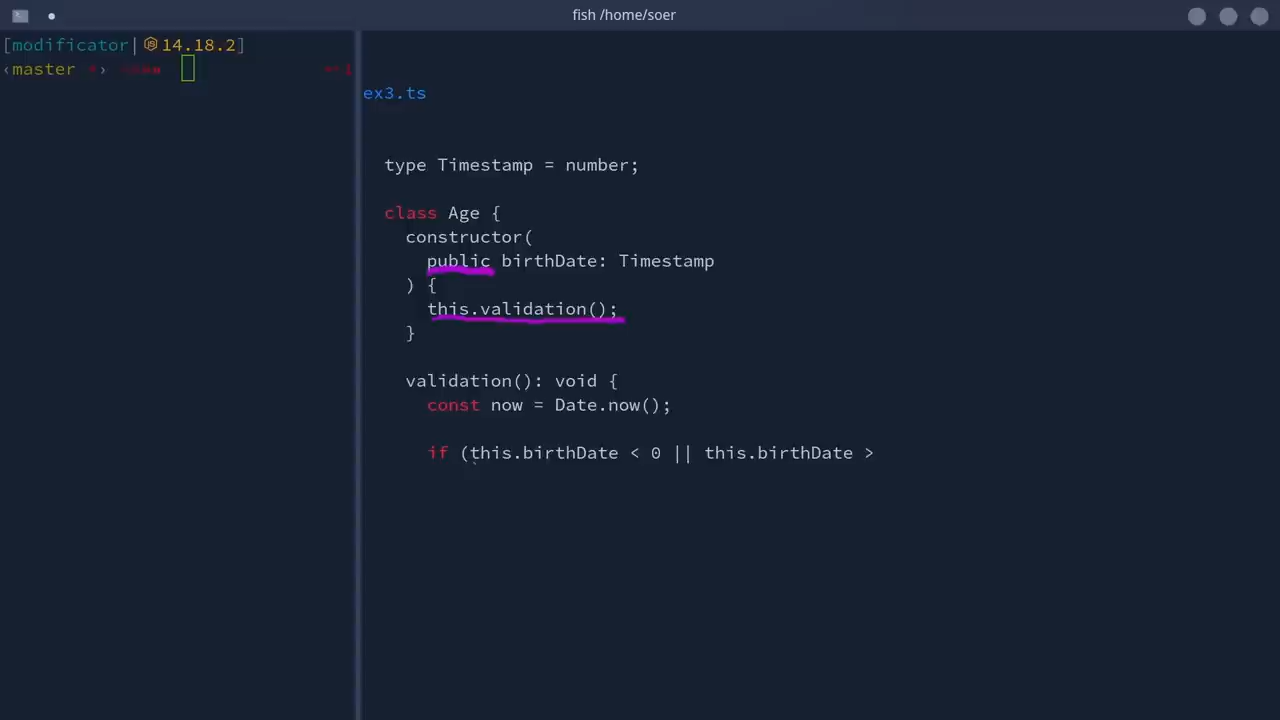 fish /home/soer
[modificator| 14.18.2]
‹master ›
ex3.ts
type Timestamp = number;
class Age {
constructor(
public birthDate: Timestamp
) {
this.validation();
}
validation(): void {
const now = Date.now();
if (this.birthDate < 0 || this.birthDate >